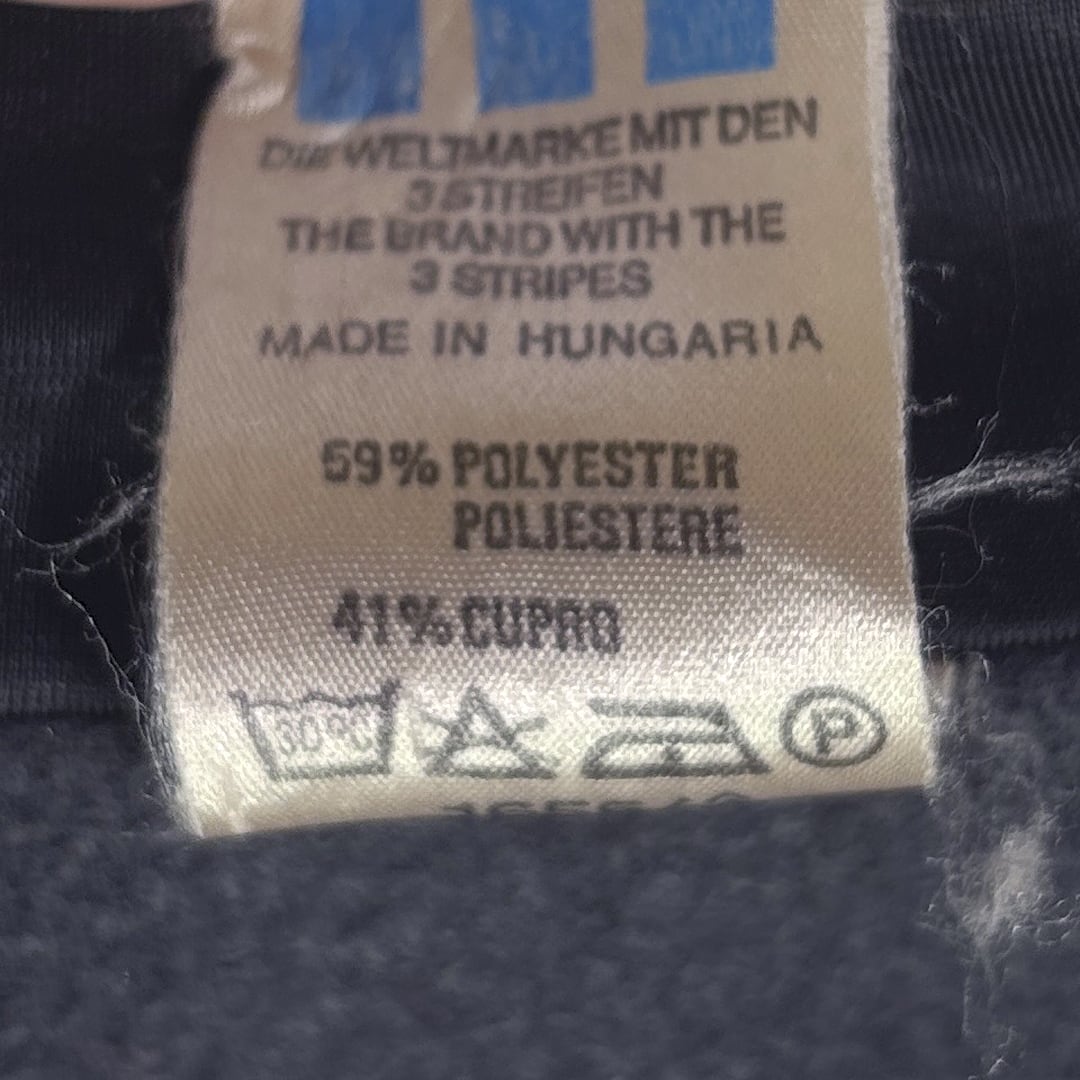 DIE WELTMARKE MIT DEN
3 STREIFEN
THE BRAND WITH THE
3 STRIPES
MADE IN HUNGARIA
59% POLYESTER
POLIESTERE
41% CUPRO
P